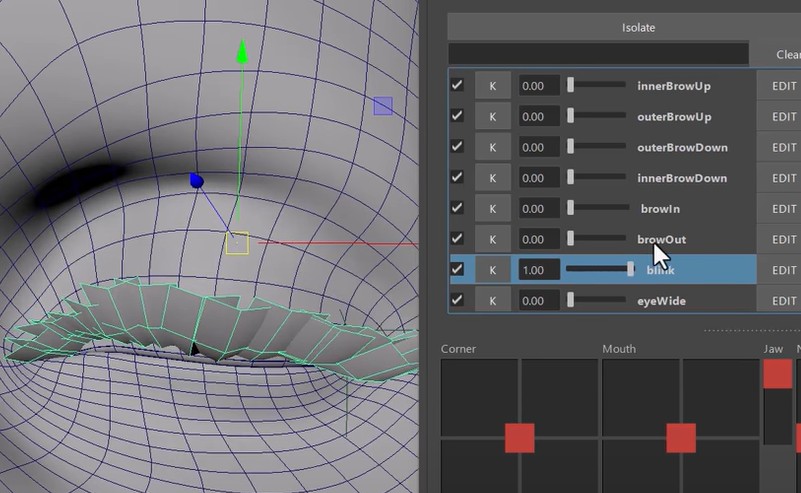 Isolate
Clea
K 0.00 innerBrowUp EDIT
K 0.00 outerBrowUp EDIT
K 0.00 outerBrowDown EDIT
K 0.00 innerBrowDown EDIT
K 0.00 browIn EDIT
K 0.00 browOut EDIT
K 1.00 blink EDIT
K 0.00 eyeWide EDIT
Corner Mouth Jaw N